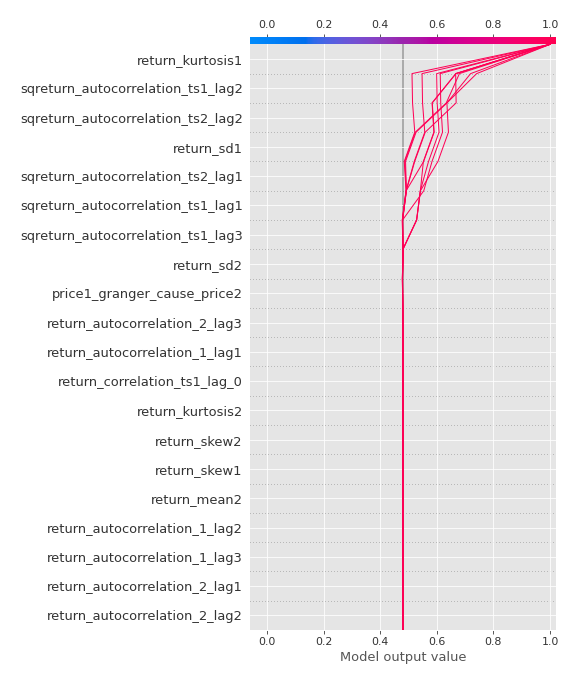 0.0 0.2 0.4 0.6 0.8 1.0
return_kurtosis1
sqreturn_autocorrelation_ts1_lag2
sqreturn_autocorrelation_ts2_lag2
return_sd1
sqreturn_autocorrelation_ts2_lag1
sqreturn_autocorrelation_ts1_lag1
sqreturn_autocorrelation_ts1_lag3
return_sd2
price1_granger_cause_price2
return_autocorrelation_2_lag3
return_autocorrelation_1_lag1
return_correlation_ts1_lag_0
return_kurtosis2
return_skew2
return_skew1
return_mean2
return_autocorrelation_1_lag2
return_autocorrelation_1_lag3
return_autocorrelation_2_lag1
return_autocorrelation_2_lag2
0.0 0.2 0.4 0.6 0.8 1.0
Model output value